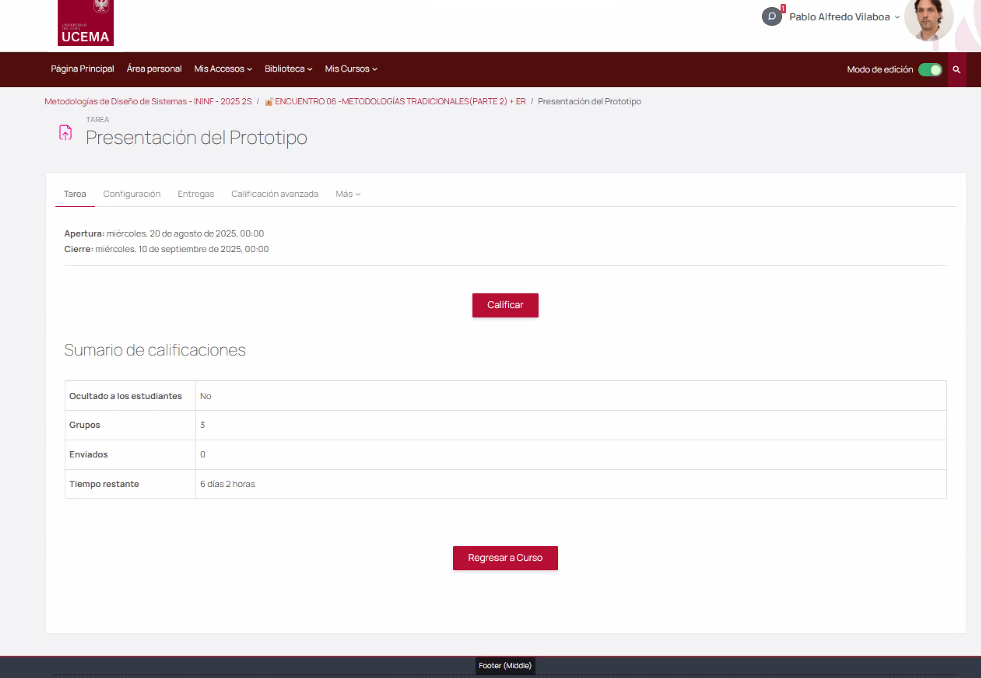 UCEMA
1
Pablo Alfredo Vilaboa
Página Principal Área personal Mis Accesos Biblioteca Mis Cursos Modo de edición
Metodologías de Diseño de Sistemas - ININF - 2025 2S / ENCUENTRO 06 -METODOLOGÍAS TRADICIONALES(PARTE 2) + ER / Presentación del Prototipo
TAREA
Presentación del Prototipo
Tarea Configuración Entregas Calificación avanzada Más
Apertura: miércoles, 20 de agosto de 2025, 00:00
Cierre: miércoles, 10 de septiembre de 2025, 00:00
Calificar
Sumario de calificaciones
Ocultado a los estudiantes No
Grupos 3
Enviados 0
Tiempo restante 6 días 2 horas
Regresar a Curso
Footer (Middle)